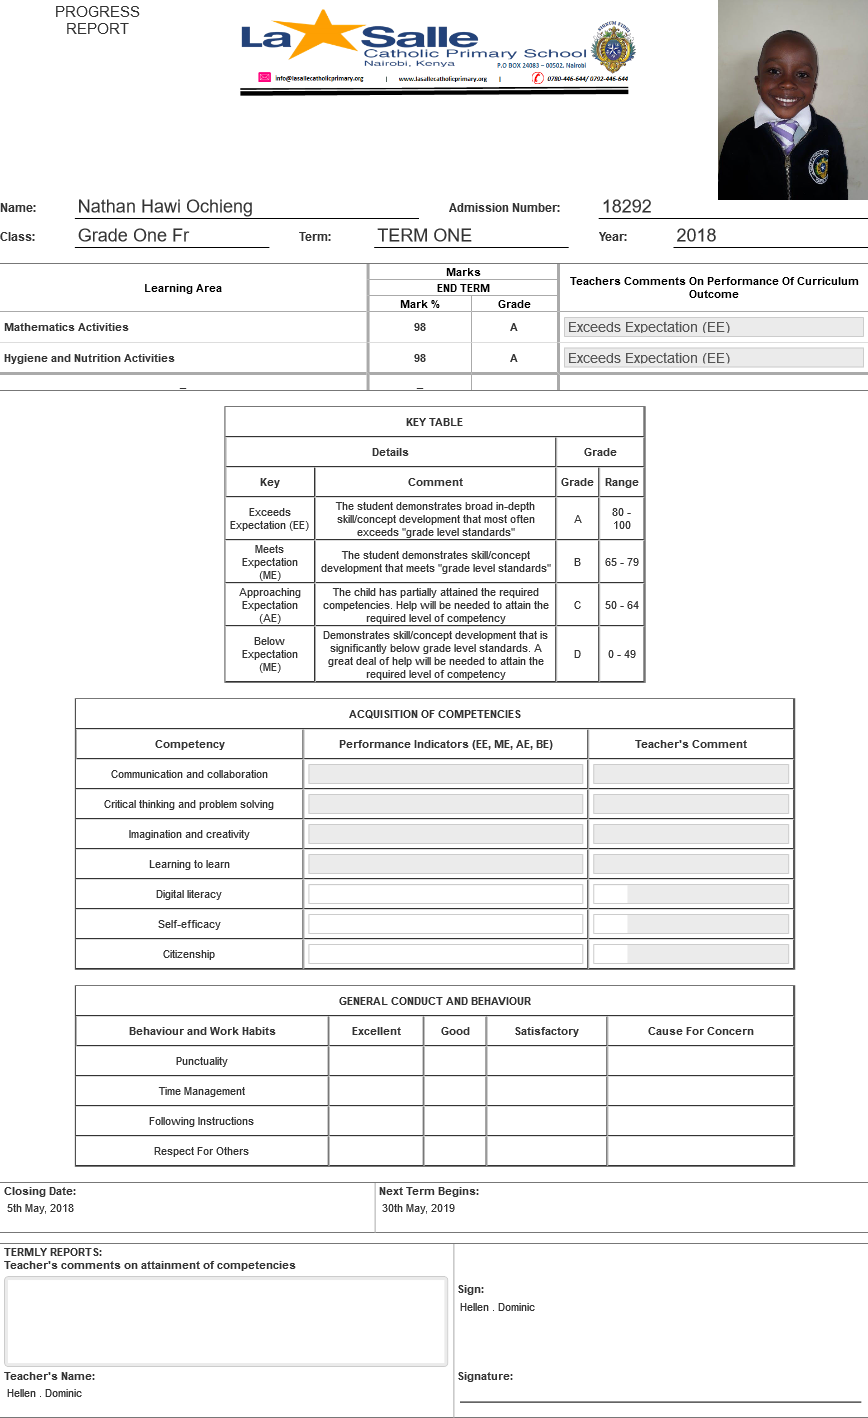 PROGRESS
REPORT
La Salle
Catholic Primary School
Nairobi, Kenya
P.O BOX 24083 – 00502, Nairobi
info@lasallecatholicprimary.org | www.lasallecatholicprimary.org | 0780-446-644/ 0792-446-644
Name: Nathan Hawi Ochieng Admission Number: 18292
Class: Grade One Fr Term: TERM ONE Year: 2018
Learning Area
Marks
END TERM
Mark % Grade
Teachers Comments On Performance Of Curriculum
Outcome
Mathematics Activities 98 A Exceeds Expectation (EE)
Hygiene and Nutrition Activities 98 A Exceeds Expectation (EE)
– –
KEY TABLE
Details Grade
Key Comment Grade Range
Exceeds
Expectation (EE)
The student demonstrates broad in-depth
skill/concept development that most often
exceeds "grade level standards"
A
80 -
100
Meets
Expectation
(ME)
The student demonstrates skill/concept
development that meets "grade level standards"
B
65 - 79
Approaching
Expectation
(AE)
The child has partially attained the required
competencies. Help will be needed to attain the
required level of competency
C
50 - 64
Below
Expectation
(ME)
Demonstrates skill/concept development that is
significantly below grade level standards. A
great deal of help will be needed to attain the
required level of competency
D
0 - 49
ACQUISITION OF COMPETENCIES
Competency Performance Indicators (EE, ME, AE, BE) Teacher's Comment
Communication and collaboration
Critical thinking and problem solving
Imagination and creativity
Learning to learn
Digital literacy
Self-efficacy
Citizenship
GENERAL CONDUCT AND BEHAVIOUR
Behaviour and Work Habits Excellent Good Satisfactory Cause For Concern
Punctuality
Time Management
Following Instructions
Respect For Others
Closing Date: Next Term Begins:
5th May, 2018 30th May, 2019
TERMLY REPORTS:
Teacher's comments on attainment of competencies
Sign:
Hellen . Dominic
Teacher's Name: Signature:
Hellen . Dominic